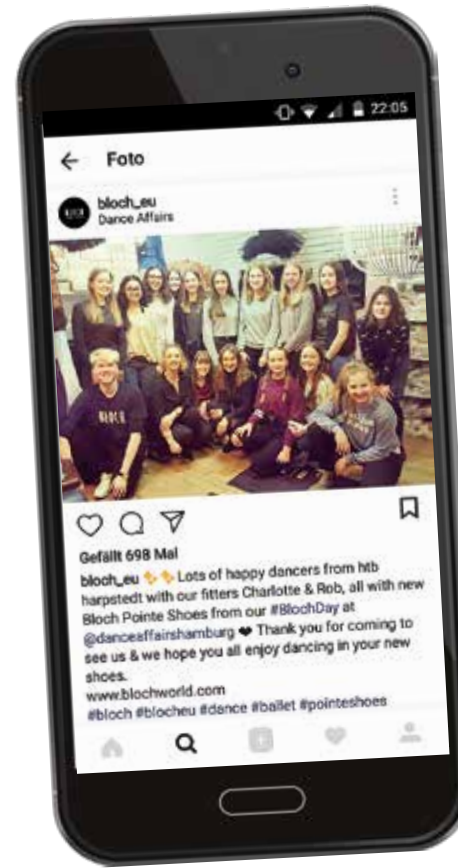 22:05
Foto
bloch_eu
Dance Affairs
BLOCH
Gefällt 698 Mal
bloch_eu ✨ ✨ Lots of happy dancers from htb
harpstedt with our fitters Charlotte & Rob, all with new
Bloch Pointe Shoes from our #BlochDay at
@danceaffairshamburg ❤ Thank you for coming to
see us & we hope you all enjoy dancing in your new
shoes.
www.blochworld.com
#bloch #blocheu #dance #ballet #pointeshoes